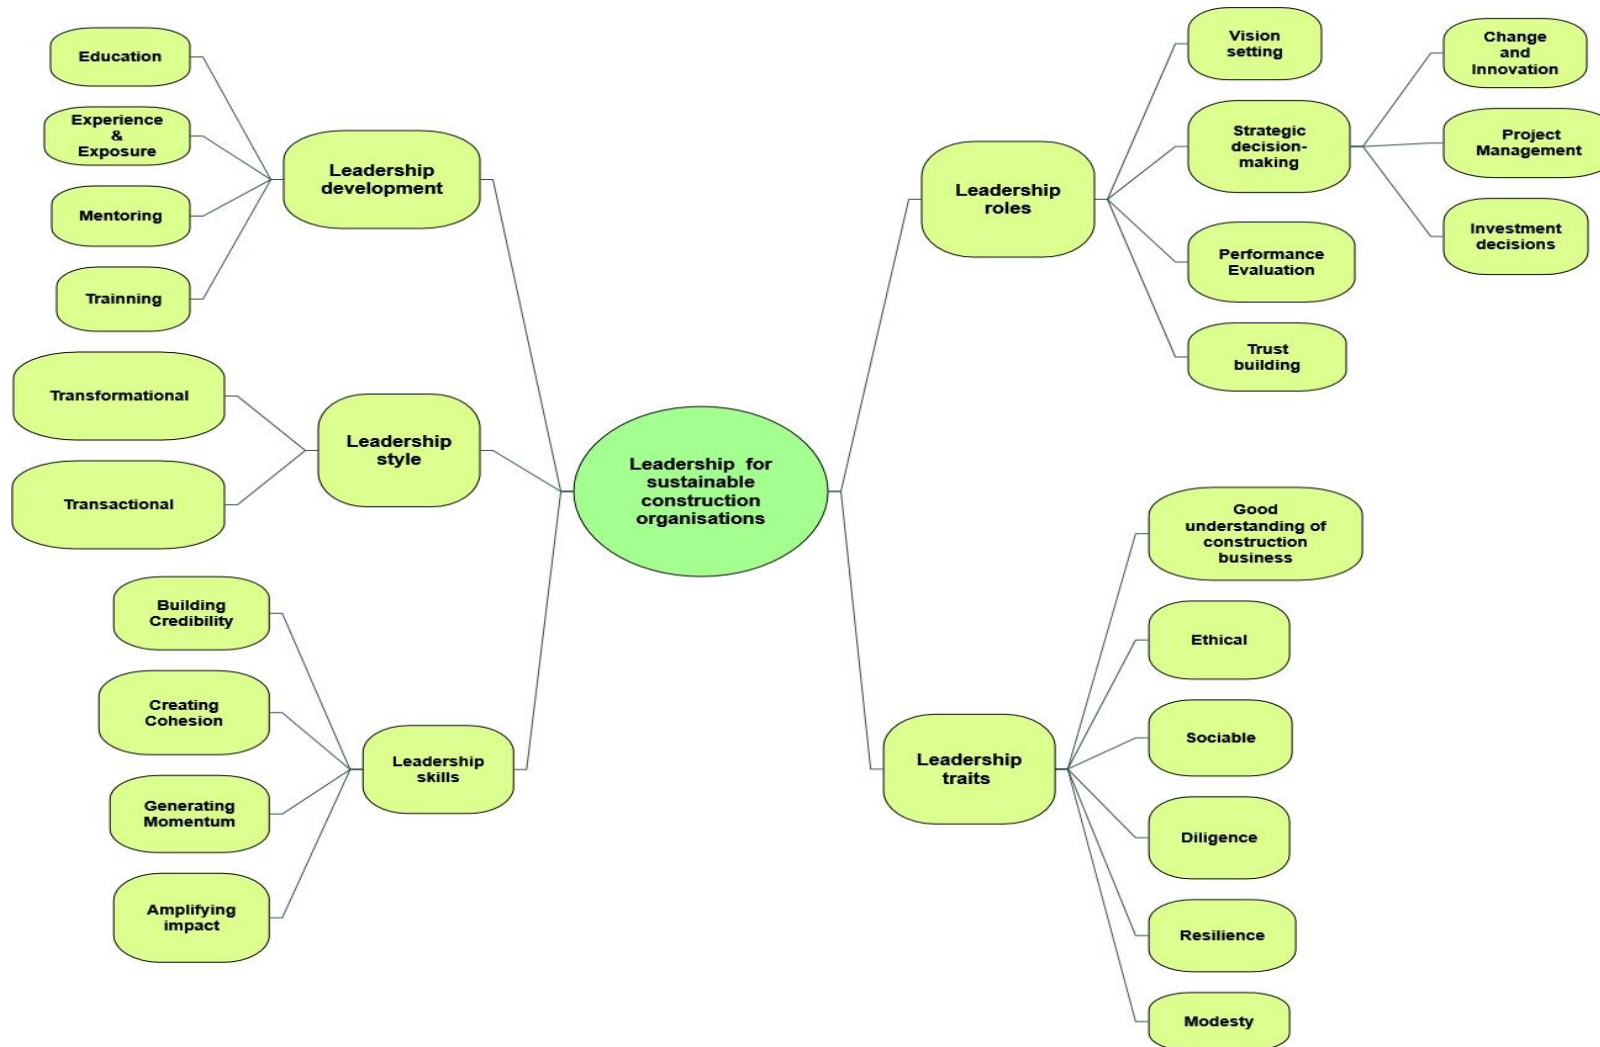 Education
Experience
&
Exposure
Mentoring
Trainning
Leadership
development
Transformational
Transactional
Leadership
style
Building
Credibility
Creating
Cohesion
Generating
Momentum
Amplifying
impact
Leadership
skills
Leadership for
sustainable
construction
organisations
Leadership
roles
Vision
setting
Strategic
decision-
making
Performance
Evaluation
Trust
building
Change
and
Innovation
Project
Management
Investment
decisions
Leadership
traits
Good
understanding of
construction
business
Ethical
Sociable
Diligence
Resilience
Modesty